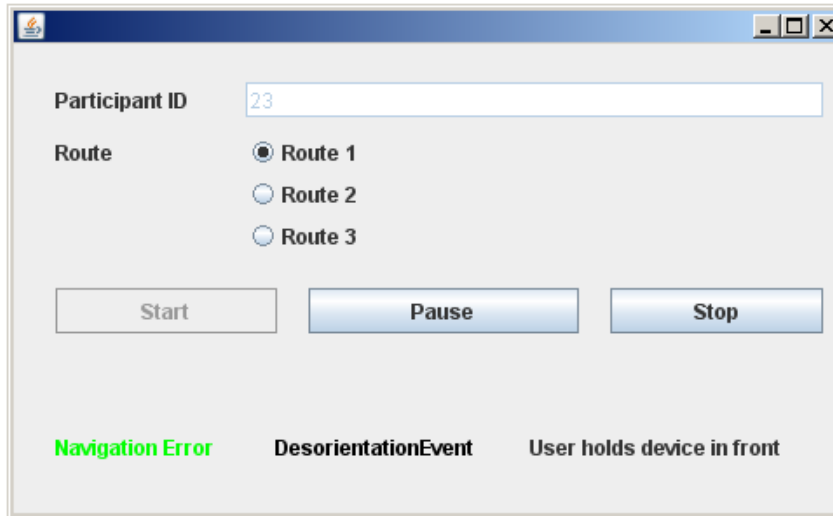 Participant ID 23
Route Route 1
Route 2
Route 3
Start Pause Stop
Navigation Error DesorientationEvent User holds device in front